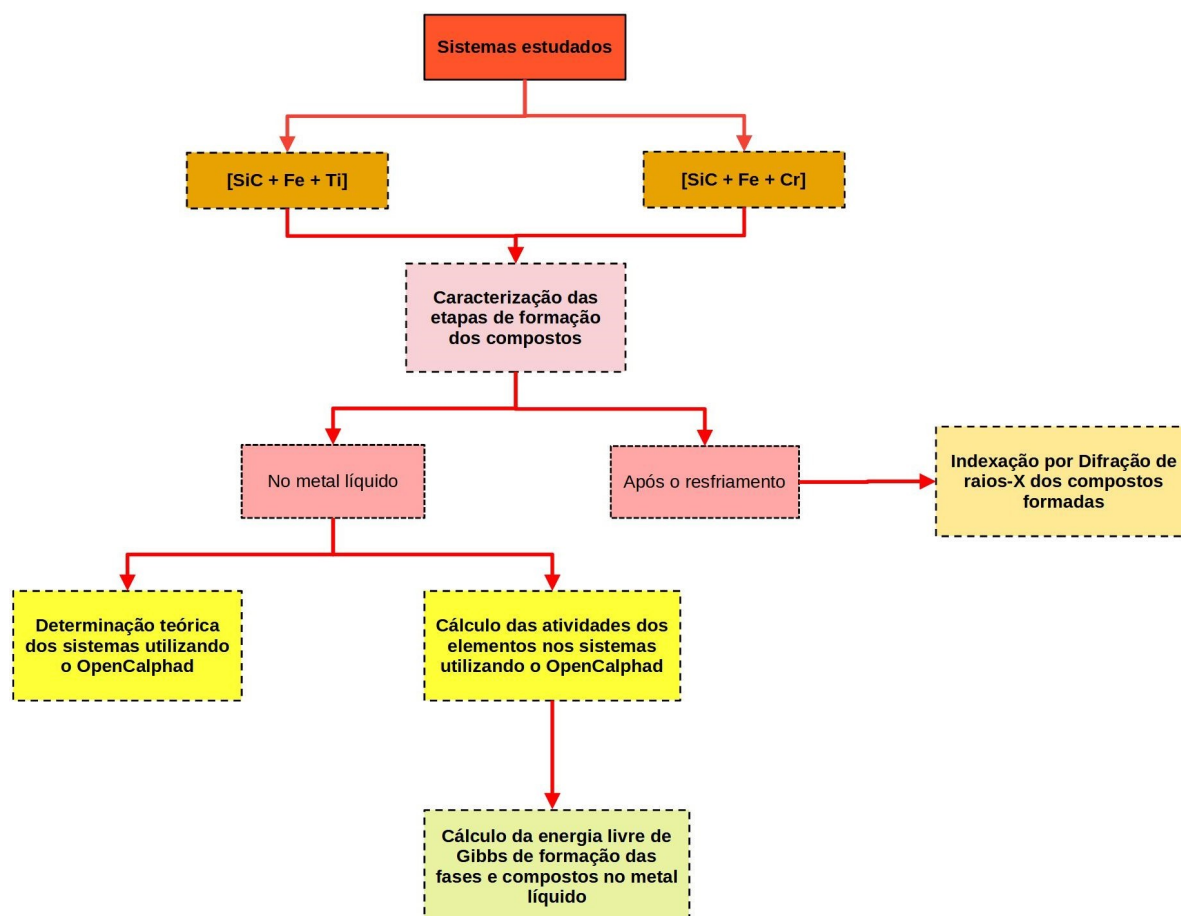 Sistemas estudados
[SiC + Fe + Ti]
[SiC + Fe + Cr]
Caracterização das
etapas de formação
dos compostos
No metal líquido
Após o resfriamento
Indexação por Difração de
raios-X dos compostos
formadas
Determinação teórica
dos sistemas utilizando
o OpenCalphad
Cálculo das atividades dos
elementos nos sistemas
utilizando o OpenCalphad
Cálculo da energia livre de
Gibbs de formação das
fases e compostos no metal
líquido